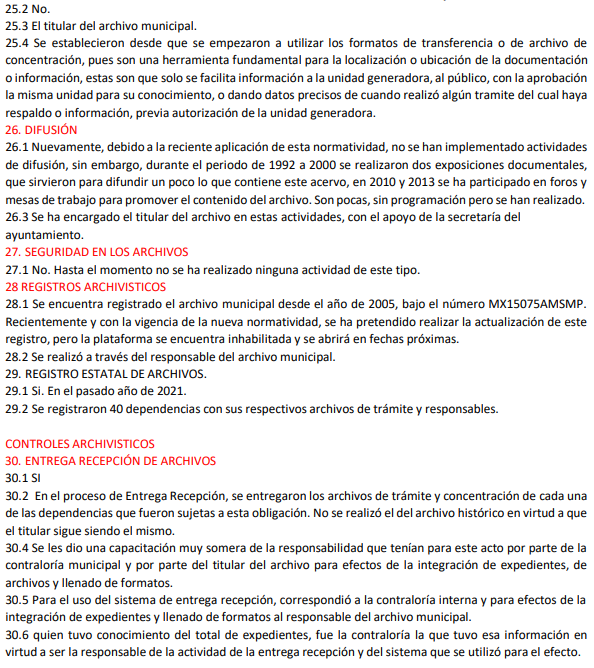 25.2 No.
25.3 El titular del archivo municipal.
25.4 Se establecieron desde que se empezaron a utilizar los formatos de transferencia o de archivo de
concentración, pues son una herramienta fundamental para la localización o ubicación de la documentación
o información, estas son que solo se facilita información a la unidad generadora, al público, con la aprobación
la misma unidad para su conocimiento, o dando datos precisos de cuando realizó algún tramite del cual haya
respaldo o información, previa autorización de la unidad generadora.
26. DIFUSIÓN
26.1 Nuevamente, debido a la reciente aplicación de esta normatividad, no se han implementado actividades
de difusión, sin embargo, durante el periodo de 1992 a 2000 se realizaron dos exposiciones documentales,
que sirvieron para difundir un poco lo que contiene este acervo, en 2010 y 2013 se ha participado en foros y
mesas de trabajo para promover el contenido del archivo. Son pocas, sin programación pero se han realizado.
26.3 Se ha encargado el titular del archivo en estas actividades, con el apoyo de la secretaría del
ayuntamiento.
27. SEGURIDAD EN LOS ARCHIVOS
27.1 No. Hasta el momento no se ha realizado ninguna actividad de este tipo.
28 REGISTROS ARCHIVISTICOS
28.1 Se encuentra registrado el archivo municipal desde el año de 2005, bajo el número MX15075AMSMP.
Recientemente y con la vigencia de la nueva normatividad, se ha pretendido realizar la actualización de este
registro, pero la plataforma se encuentra inhabilitada y se abrirá en fechas próximas.
28.2 Se realizó a través del responsable del archivo municipal.
29. REGISTRO ESTATAL DE ARCHIVOS.
29.1 Si. En el pasado año de 2021.
29.2 Se registraron 40 dependencias con sus respectivos archivos de trámite y responsables.
CONTROLES ARCHIVISTICOS
30. ENTREGA RECEPCIÓN DE ARCHIVOS
30.1 SI
30.2 En el proceso de Entrega Recepción, se entregaron los archivos de trámite y concentración de cada una
de las dependencias que fueron sujetas a esta obligación. No se realizó el del archivo histórico en virtud a que
el titular sigue siendo el mismo.
30.4 Se les dio una capacitación muy somera de la responsabilidad que tenían para este acto por parte de la
contraloría municipal y por parte del titular del archivo para efectos de la integración de expedientes, de
archivos y llenado de formatos.
30.5 Para el uso del sistema de entrega recepción, correspondió a la contraloría interna y para efectos de la
integración de expedientes y llenado de formatos al responsable del archivo municipal.
30.6 quien tuvo conocimiento del total de expedientes, fue la contraloría la que tuvo esa información en
virtud a ser la responsable de la actividad de la entrega recepción y del sistema que se utilizó para el efecto.